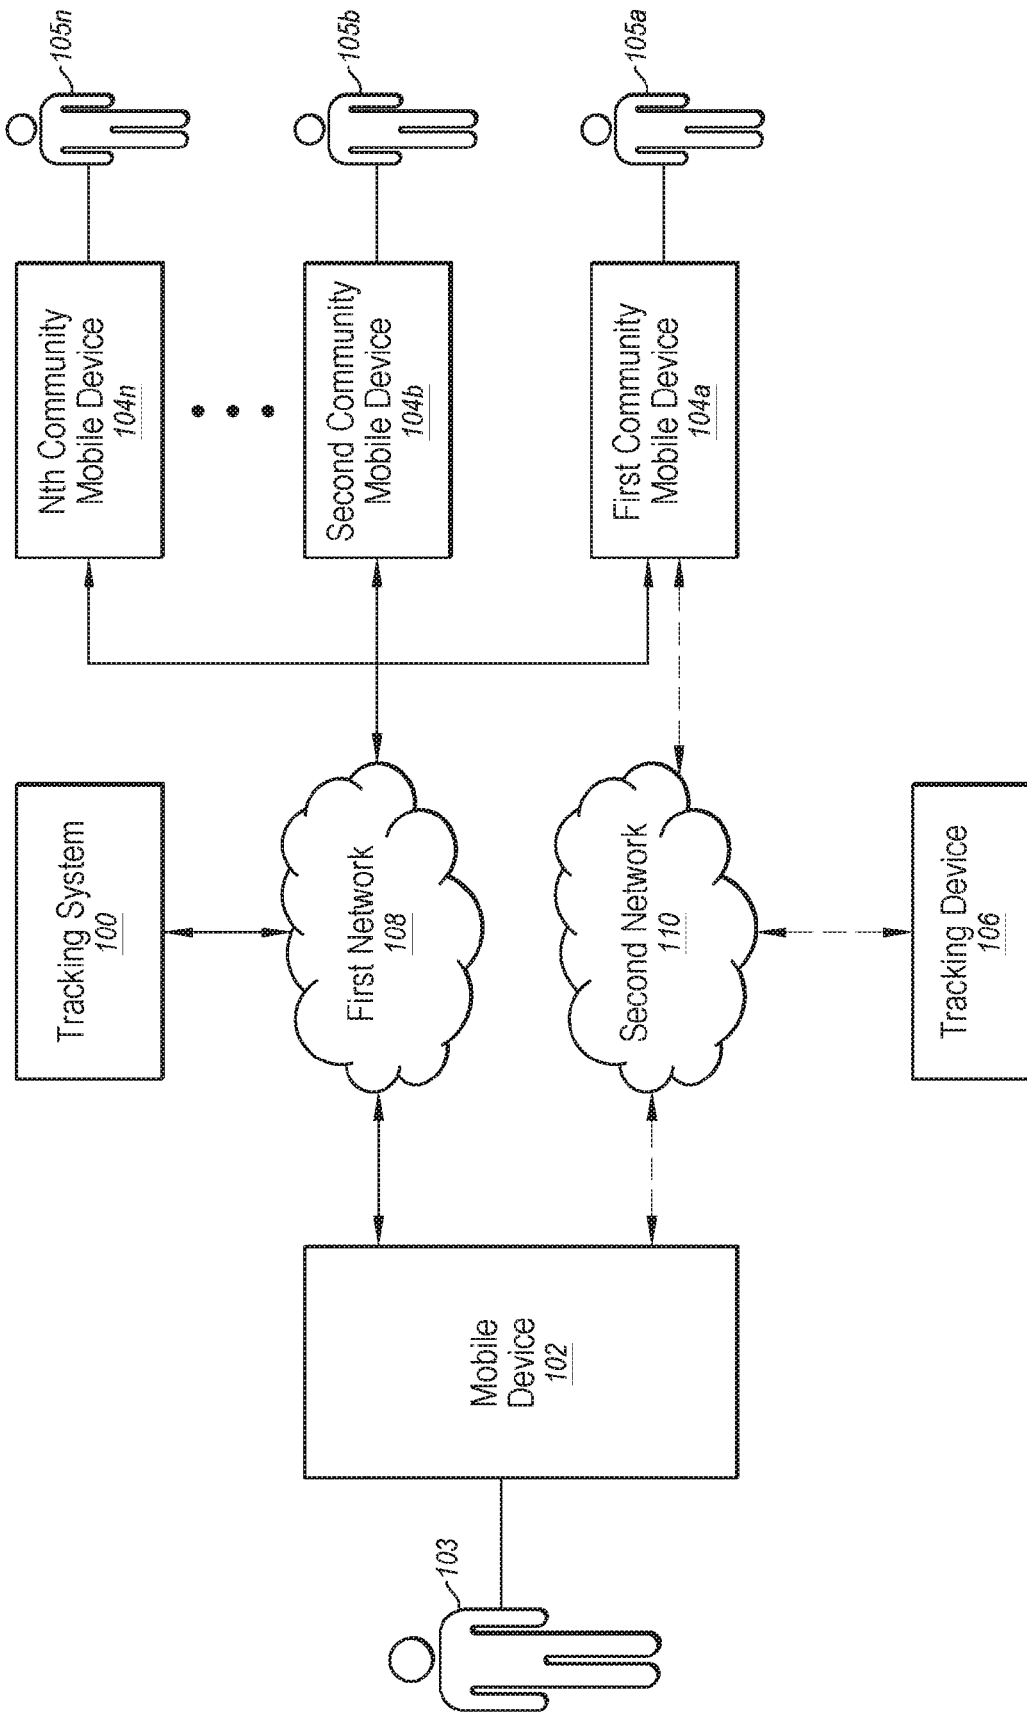 Tracking System
100
Nth Community
Mobile Device
104n
105n
103
Mobile
Device
102
First Network
108
Second Community
Mobile Device
104b
105b
Second Network
110
First Community
Mobile Device
104a
105a
Tracking Device
106